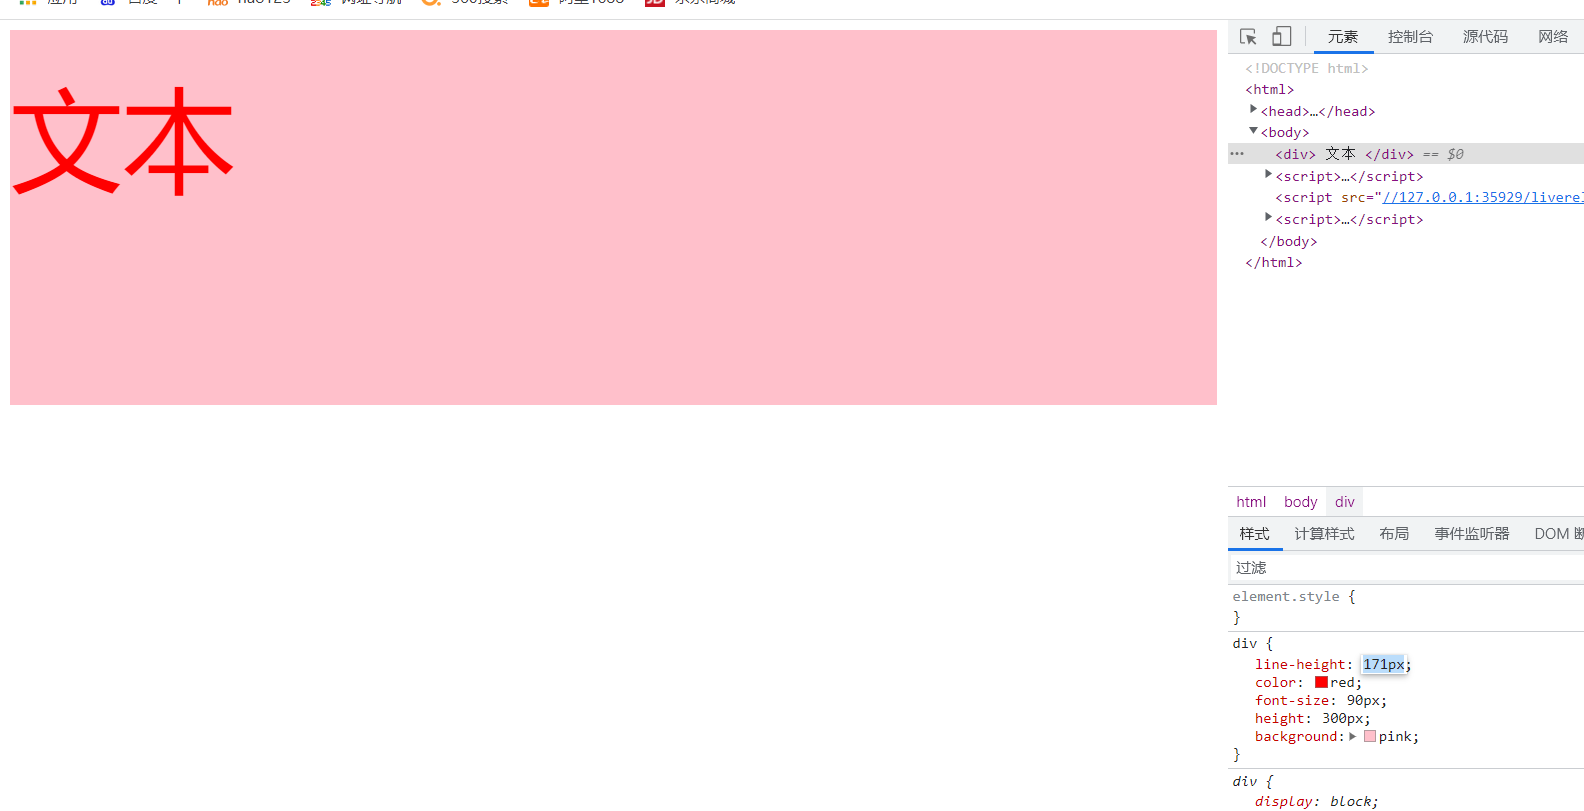 应用 百度一下 hao123 网址导航 360搜索 阿里1688 京东商城
文本
元素 控制台 源代码 网络
<!DOCTYPE html>
<html>
<head>…</head>
<body>
<div> 文本 </div> == $0
<script>…</script>
<script src="//127.0.0.1:35929/liverel
<script>…</script>
</body>
</html>
html body div
样式 计算样式 布局 事件监听器 DOM 断
过滤
element.style {
}
div {
line-height: 171px;
color: red;
font-size: 90px;
height: 300px;
background: pink;
}
div {
display: block;